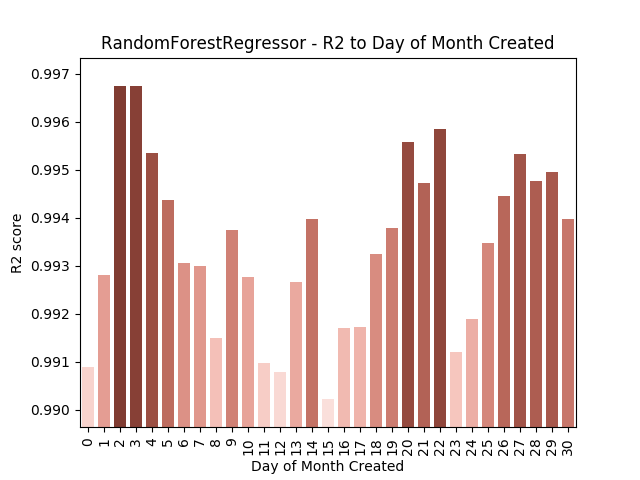 RandomForestRegressor - R2 to Day of Month Created
0.997
0.996
0.995
0.994
0.993
0.992
0.991
0.990
R2 score
0 1 2 3 4 5 6 7 8 9 10 11 12 13 14 15 16 17 18 19 20 21 22 23 24 25 26 27 28 29 30
Day of Month Created